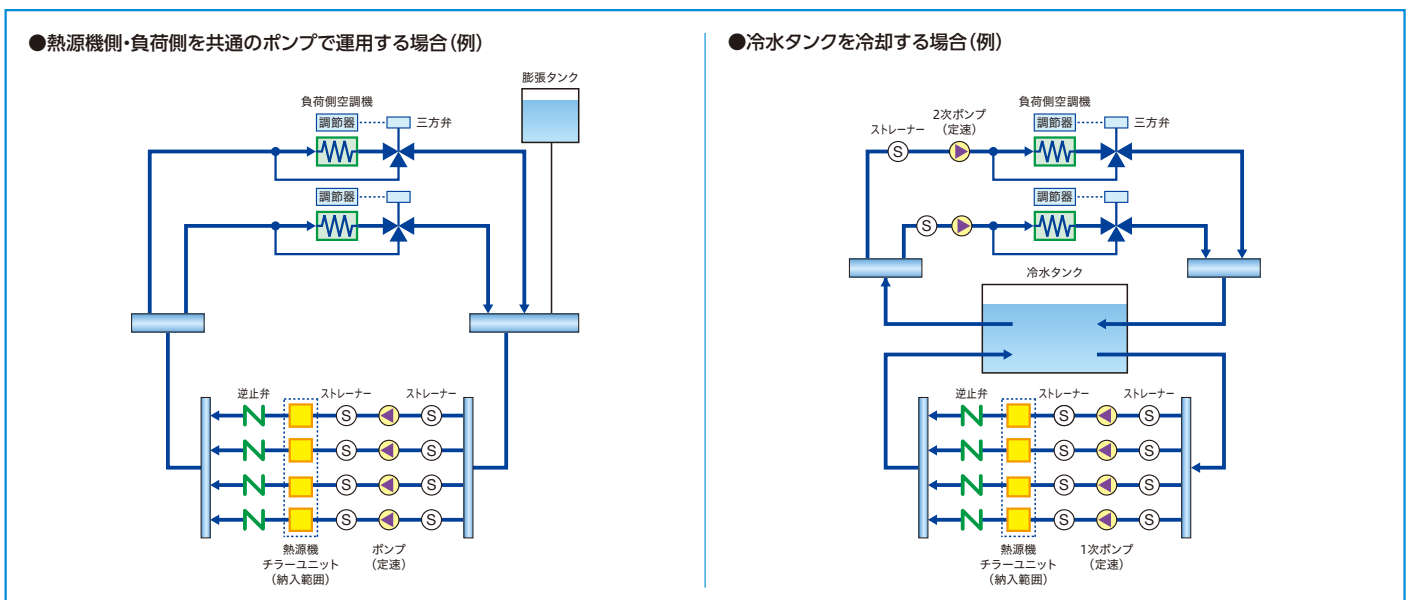 ●熱源機側・負荷側を共通のポンプで運用する場合(例)
膨張タンク
負荷側空調機
調節器
三方弁
調節器
逆止弁
ストレーナー
ストレーナー
S
S
S
S
S
S
S
S
熱源機
チラーユニット
(納入範囲)
ポンプ
(定速)
●冷水タンクを冷却する場合(例)
ストレーナー
2次ポンプ
(定速)
負荷側空調機
調節器
三方弁
S
調節器
S
冷水タンク
逆止弁
ストレーナー
ストレーナー
S
S
S
S
S
S
S
S
熱源機
チラーユニット
(納入範囲)
1次ポンプ
(定速)